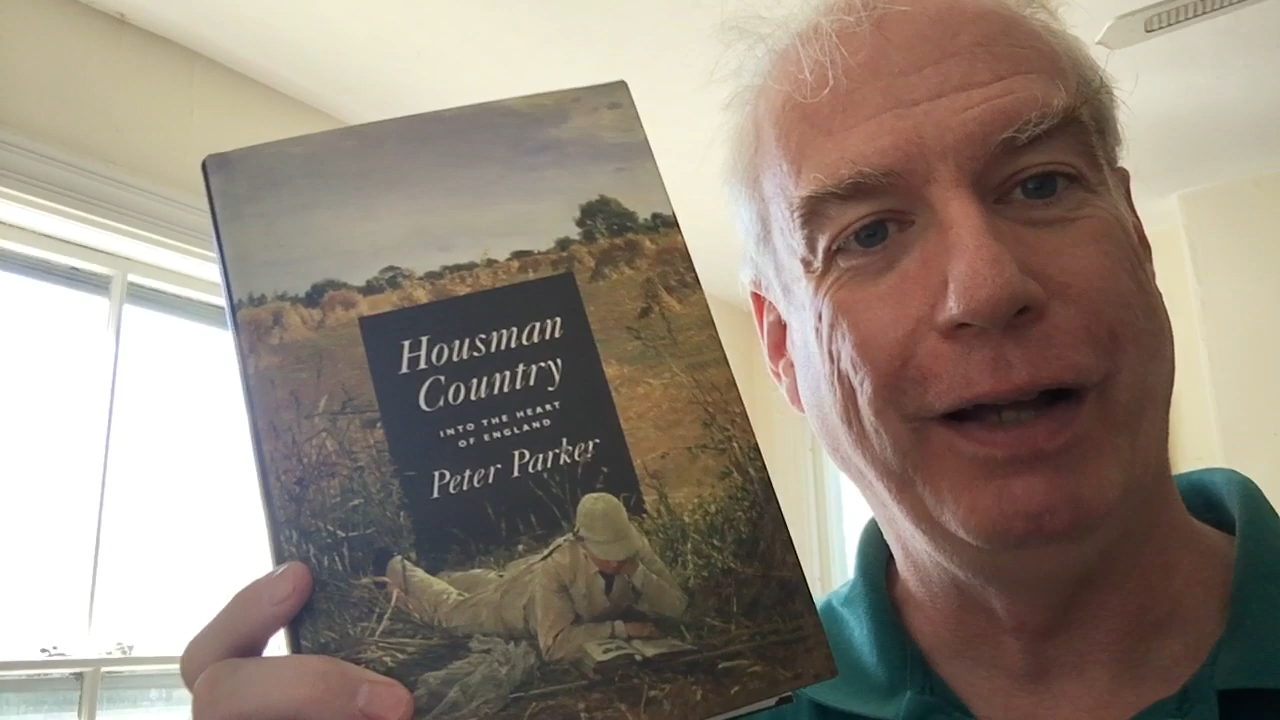 Housman
Country
INTO THE HEART
OF ENGLAND
Peter Parker